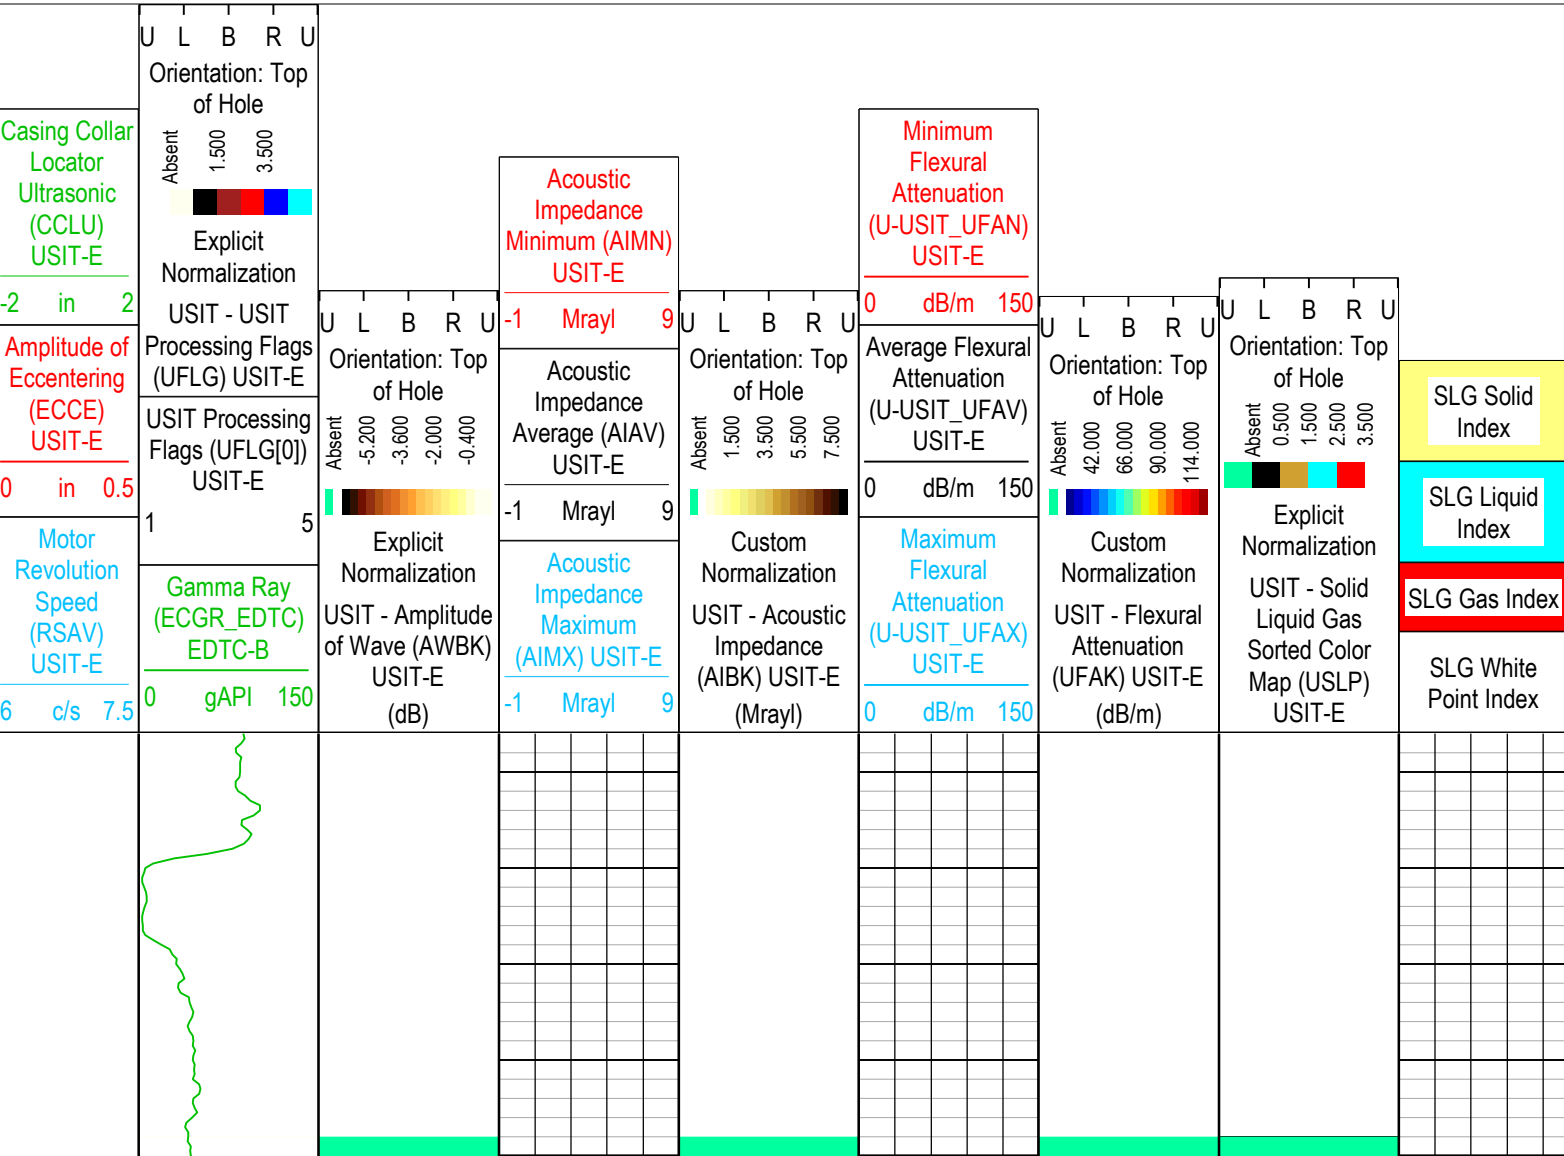 Casing Collar
Locator
Ultrasonic
(CCLU)
USIT-E
-2 in 2
Amplitude of
Eccentering
(ECCE)
USIT-E
0 in 0.5
Motor
Revolution
Speed
(RSAV)
USIT-E
6 c/s 7.5
U L B R U
Orientation: Top
of Hole
Absent 1.500 3.500
Explicit
Normalization
USIT - USIT
Processing Flags
(UFLG) USIT-E
USIT Processing
Flags (UFLG[0])
USIT-E
1 5
Gamma Ray
(ECGR_EDTC)
EDTC-B
0 gAPI 150
U L B R U
Orientation: Top
of Hole
Absent -5.200 -3.600 -2.000 -0.400
Explicit
Normalization
USIT - Amplitude
of Wave (AWBK)
USIT-E
(dB)
Acoustic
Impedance
Minimum (AIMN)
USIT-E
-1 Mrayl 9
Acoustic
Impedance
Average (AIAV)
USIT-E
-1 Mrayl 9
Acoustic
Impedance
Maximum
(AIMX) USIT-E
-1 Mrayl 9
U L B R U
Orientation: Top
of Hole
Absent 1.500 3.500 5.500 7.500
Custom
Normalization
USIT - Acoustic
Impedance
(AIBK) USIT-E
(Mrayl)
Minimum
Flexural
Attenuation
(U-USIT_UFAN)
USIT-E
0 dB/m 150
Average Flexural
Attenuation
(U-USIT_UFAV)
USIT-E
0 dB/m 150
Maximum
Flexural
Attenuation
(U-USIT_UFAX)
USIT-E
0 dB/m 150
U L B R U
Orientation: Top
of Hole
Absent 42.000 66.000 90.000 114.000
Custom
Normalization
USIT - Flexural
Attenuation
(UFAK) USIT-E
(dB/m)
U L B R U
Orientation: Top
of Hole
Absent 0.500 1.500 2.500 3.500
Explicit
Normalization
USIT - Solid
Liquid Gas
Sorted Color
Map (USLP)
USIT-E
SLG Solid
Index
SLG Liquid
Index
SLG Gas Index
SLG White
Point Index